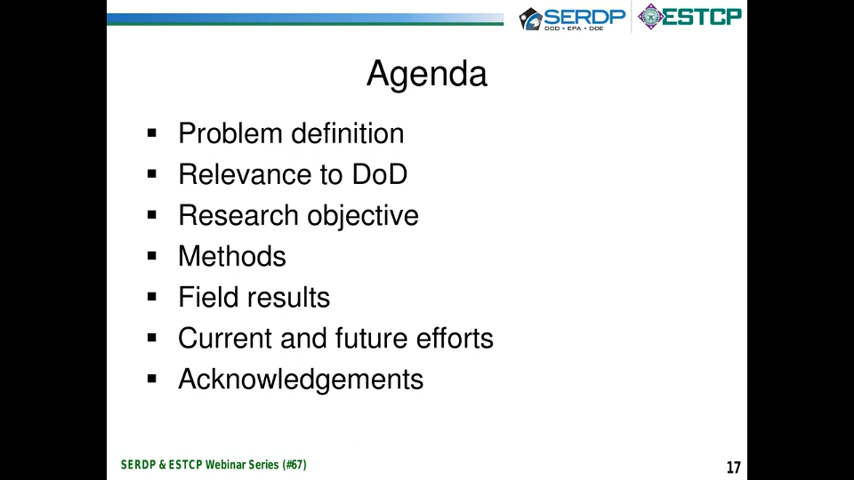 SERDP
DOD • EPA • DOE
ESTCP
Agenda
▪ Problem definition
▪ Relevance to DoD
▪ Research objective
▪ Methods
▪ Field results
▪ Current and future efforts
▪ Acknowledgements
SERDP & ESTCP Webinar Series (#67)
17